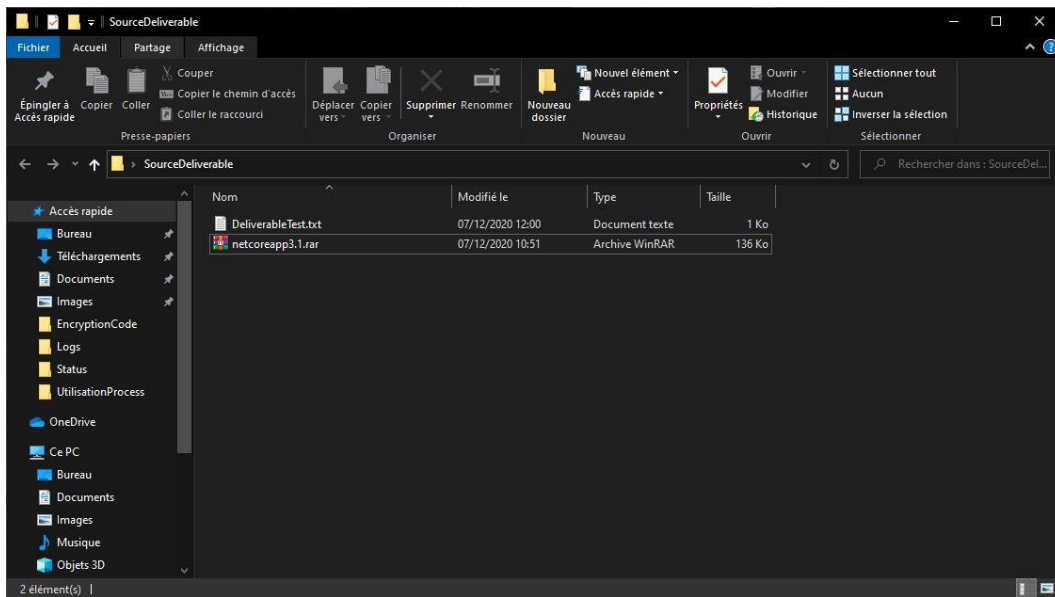 SourceDeliverable
Fichier Accueil Partage Affichage
Épingler à Accès rapide
Copier
Coller
Couper
Copier le chemin d'accès
Coller le raccourci
Déplacer vers
Copier vers
Supprimer
Renommer
Nouveau dossier
Nouvel élément
Accès rapide
Propriétés
Ouvrir
Modifier
Historique
Sélectionner tout
Aucun
Inverser la sélection
Presse-papiers Organiser Nouveau Ouvrir Sélectionner
SourceDeliverable
Rechercher dans : SourceDel...
Nom Modifié le Type Taille
DeliverableTest.txt 07/12/2020 12:00 Document texte 1 Ko
netcoreapp3.1.rar 07/12/2020 10:51 Archive WinRAR 136 Ko
Accès rapide
Bureau
Téléchargements
Documents
Images
EncryptionCode
Logs
Status
UtilisationProcess
OneDrive
Ce PC
Bureau
Documents
Images
Musique
Objets 3D
2 élément(s)